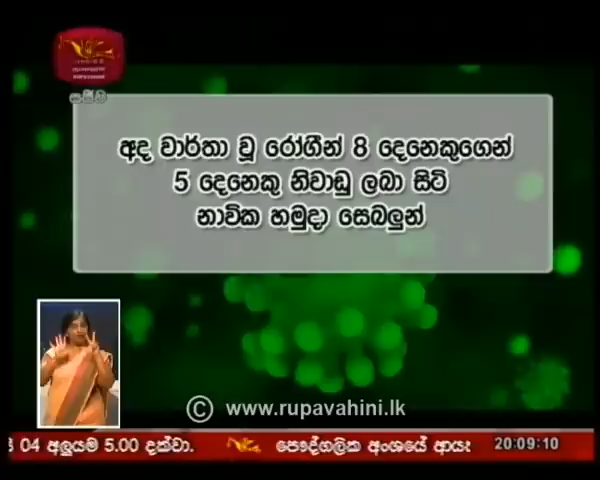 සජීවී
අද වාර්තා වූ රෝගීන් 8 දෙනෙකුගෙන්
5 දෙනෙකු නිවාඩු ලබා සිටි
නාවික හමුදා සෙබලුන්
© www.rupavahini.lk
04 අලුයම 5.00 දක්වා. පෞද්ගලික අංශයේ ආයෑ 20:09:10